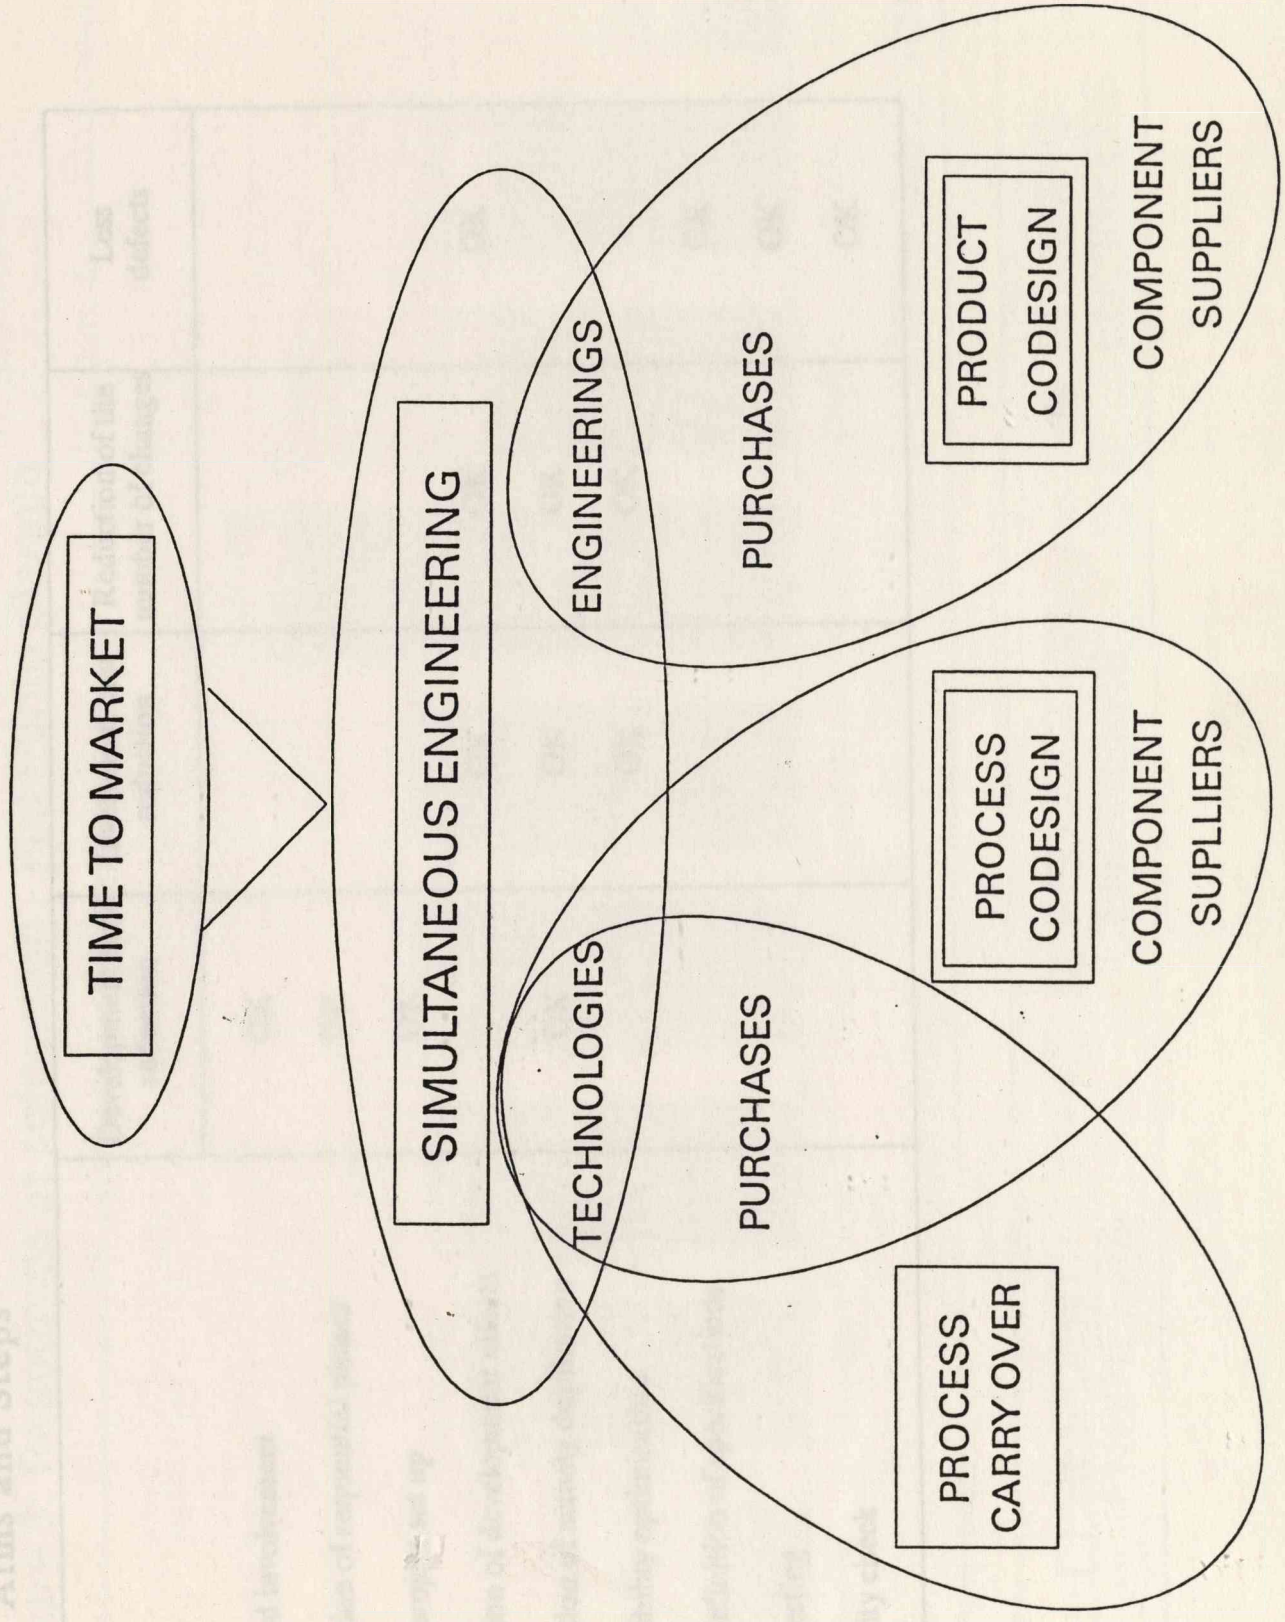 TIME TO MARKET
SIMULTANEOUS ENGINEERING
TECHNOLOGIES
ENGINEERINGS
PURCHASES
PURCHASES
PROCESS
CARRY OVER
PROCESS
CODESIGN
PRODUCT
CODESIGN
COMPONENT
SUPLLIERS
COMPONENT
SUPPLIERS